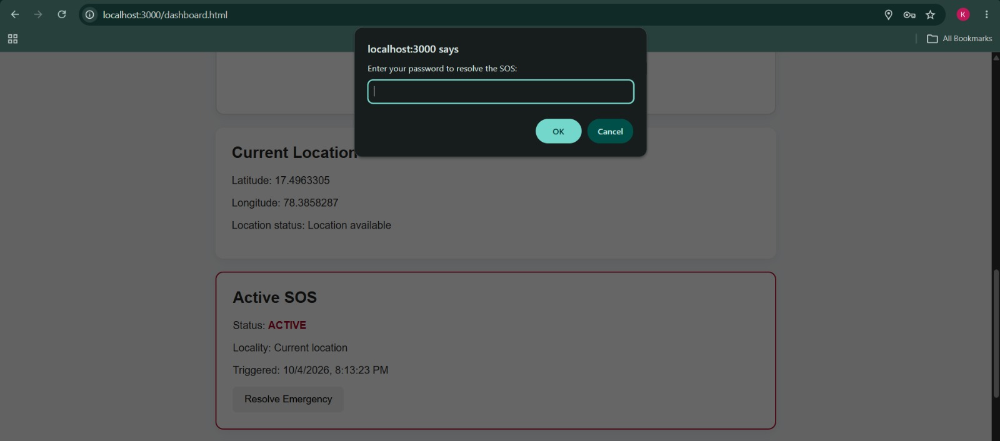 localhost:3000/dashboard.html
K
All Bookmarks
localhost:3000 says
Enter your password to resolve the SOS:
OK
Cancel
Current Location
Latitude: 17.4963305
Longitude: 78.3858287
Location status: Location available
Active SOS
Status: ACTIVE
Locality: Current location
Triggered: 10/4/2026, 8:13:23 PM
Resolve Emergency